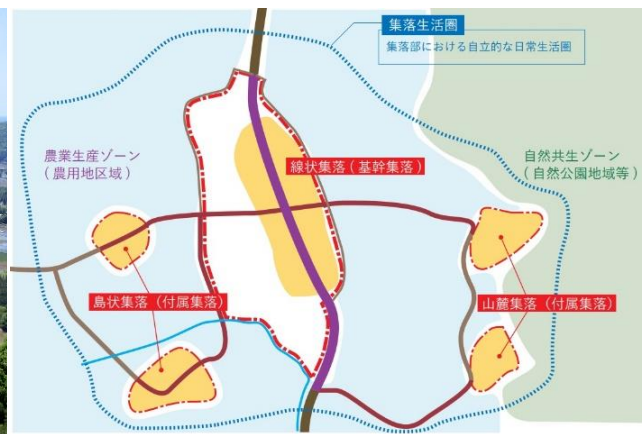 集落生活圏
集落部における自立的な日常生活圏
農業生産ゾーン
(農用地区域)
線状集落(基幹集落)
自然共生ゾーン
(自然公園地域等)
島状集落(付属集落)
山麓集落(付属集落)